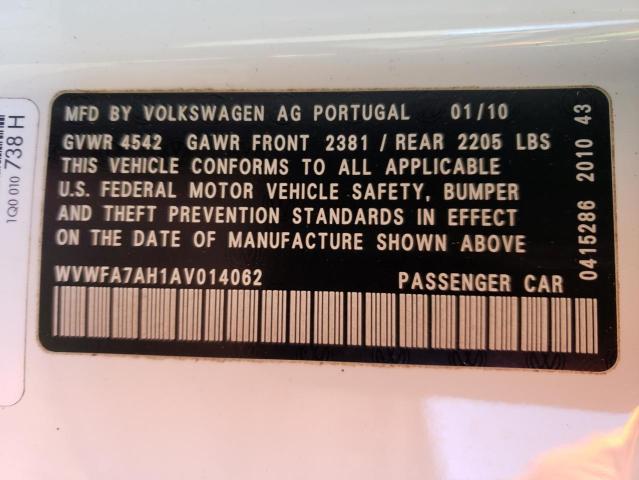 MFD BY VOLKSWAGEN AG PORTUGAL 01/10
GVWR 4542 GAWR FRONT 2381 / REAR 2205 LBS
THIS VEHICLE CONFORMS TO ALL APPLICABLE
U.S. FEDERAL MOTOR VEHICLE SAFETY, BUMPER
AND THEFT PREVENTION STANDARDS IN EFFECT
ON THE DATE OF MANUFACTURE SHOWN ABOVE
WVWFA7AH1AV014062 PASSENGER CAR
0415286 2010 43
1Q0 010 738 H